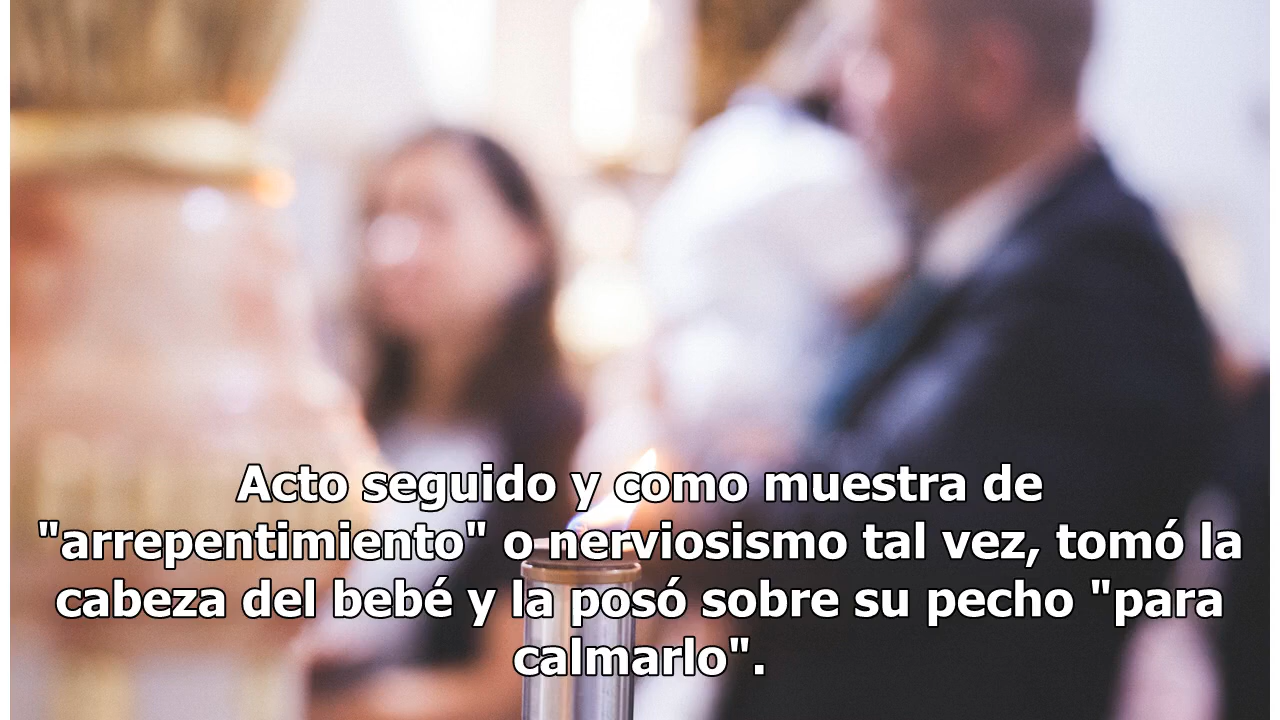 Acto seguido y como muestra de
"arrepentimiento" o nerviosismo tal vez, tomó la
cabeza del bebé y la posó sobre su pecho "para
calmarlo".